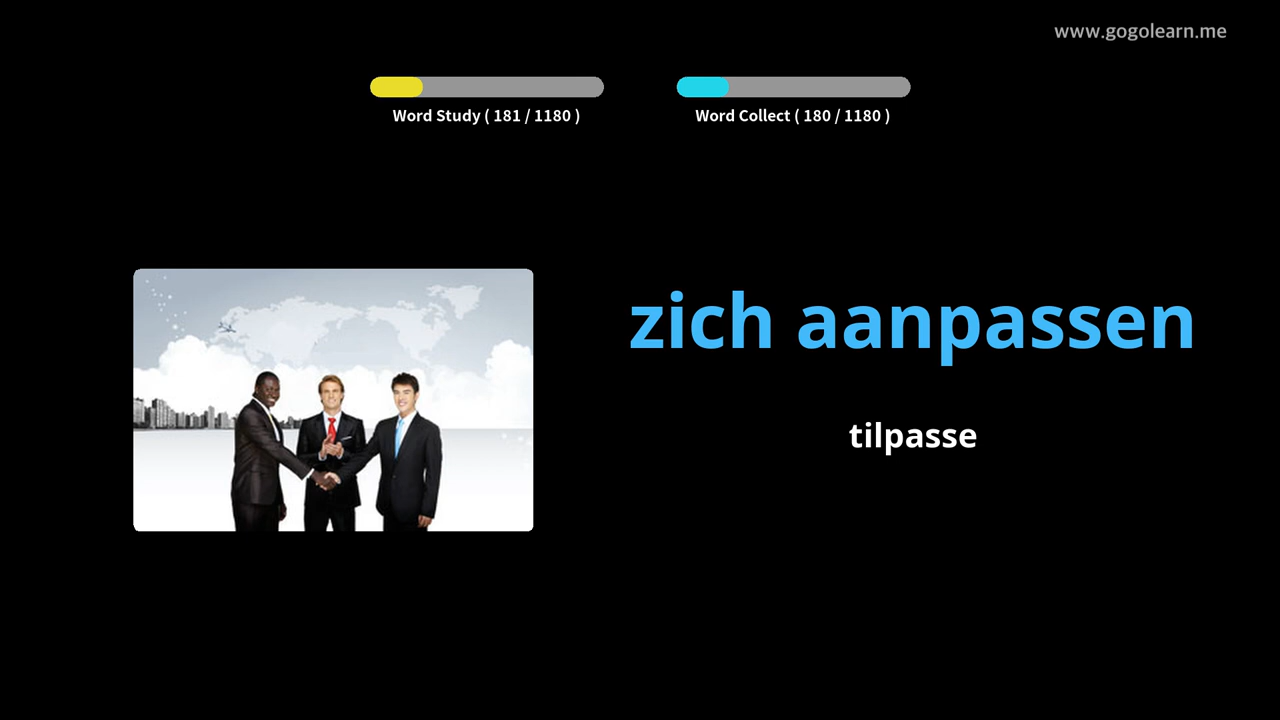 www.gogolearn.me
Word Study ( 181 / 1180 )
Word Collect ( 180 / 1180 )
zich aanpassen
tilpasse